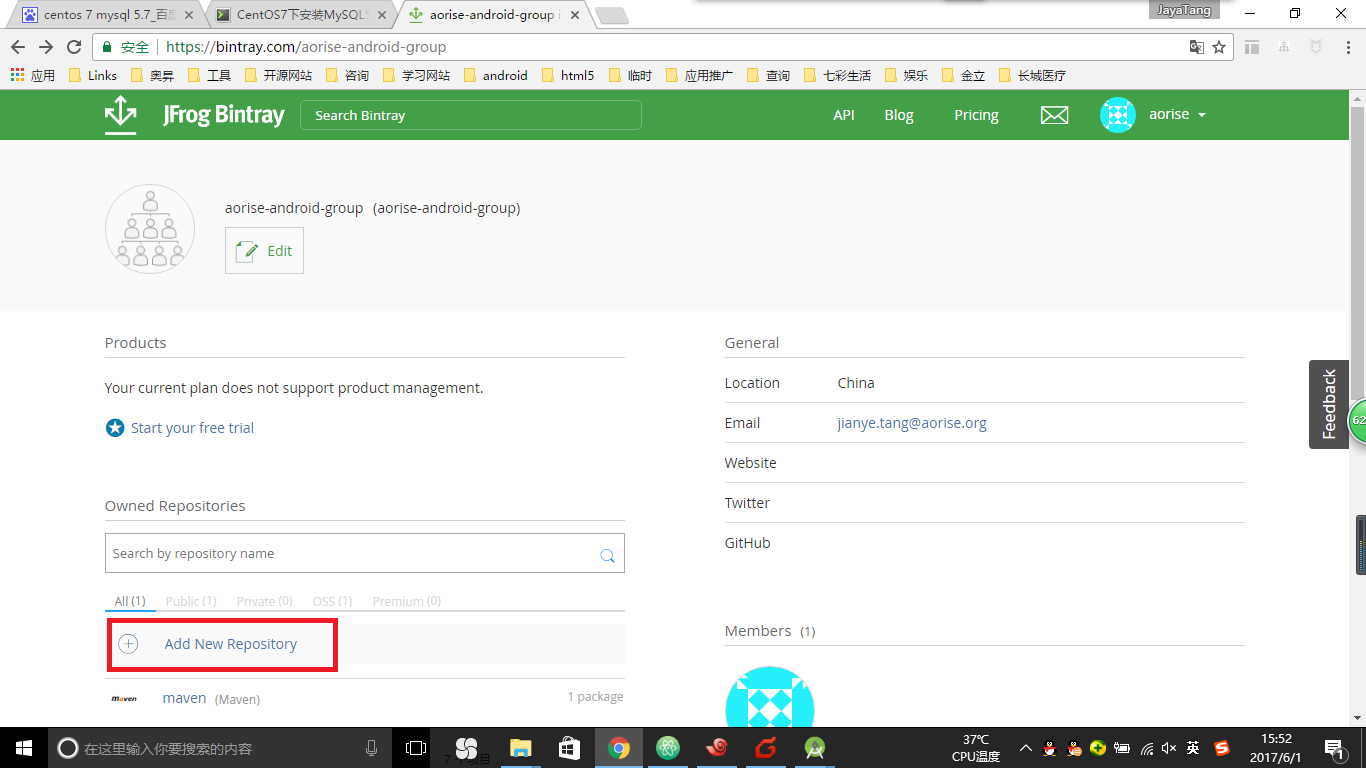 centos 7 mysql 5.7_百度
CentOS7下安装MySQL5
aorise-android-group i
JayaTang
安全
https://bintray.com/aorise-android-group
应用
Links
奥昇
工具
开源网站
咨询
学习网站
android
html5
临时
应用推广
查询
七彩生活
娱乐
金立
长城医疗
JFrog Bintray
Search Bintray
API
Blog
Pricing
aorise
aorise-android-group (aorise-android-group)
Edit
Products
Your current plan does not support product management.
Start your free trial
Owned Repositories
Search by repository name
All (1)
Public (1)
Private (0)
OSS (1)
Premium (0)
Add New Repository
maven
maven (Maven)
1 package
General
Location China
Email jianye.tang@aorise.org
Website
Twitter
GitHub
Members (1)
Feedback
62
在这里输入你要搜索的内容
37℃
CPU温度
英
15:52
2017/6/1
1